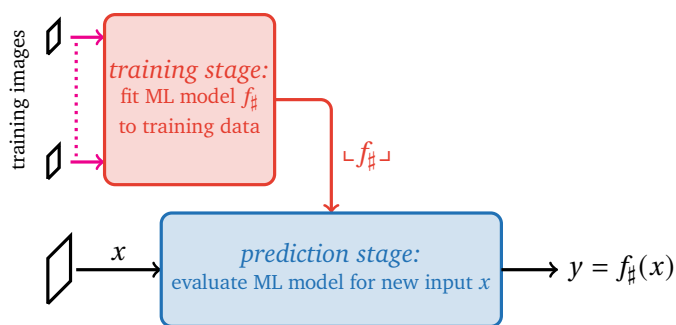 training images
training stage:
fit ML model f♯
to training data
⌞f♯⌟
x
prediction stage:
evaluate ML model for new input x
y = f♯(x)